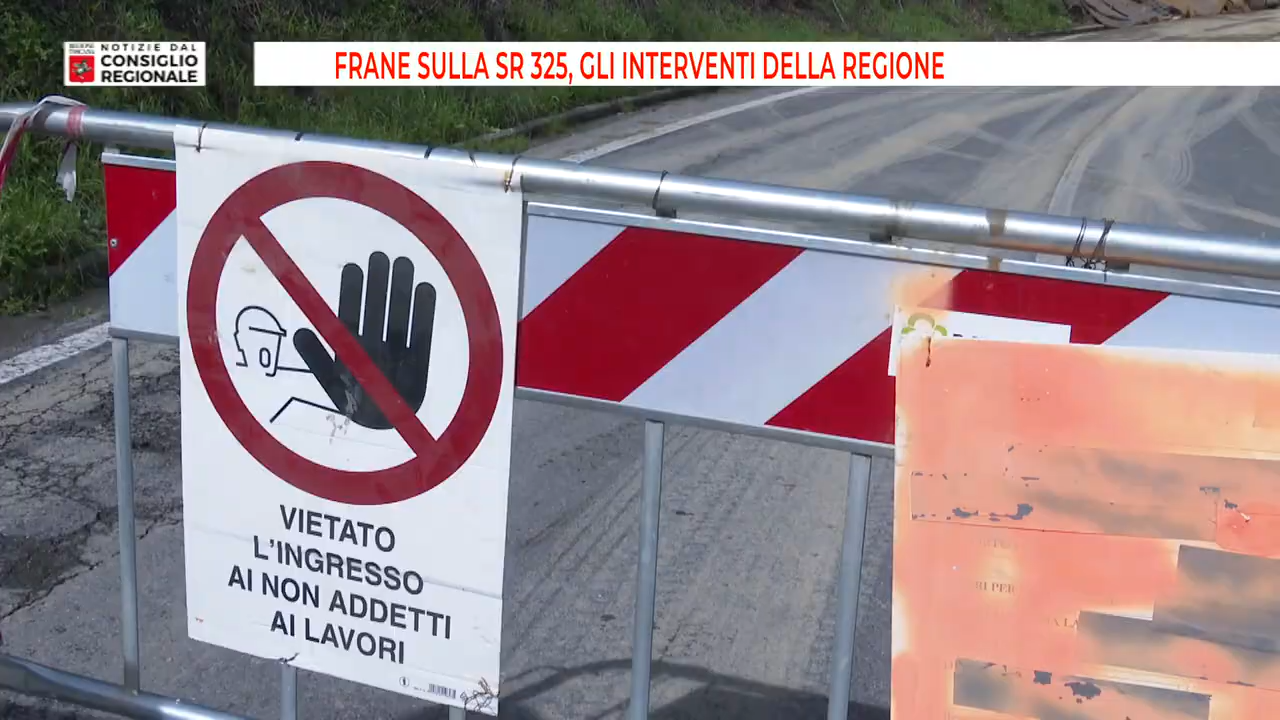 NOTIZIE DAL
CONSIGLIO
REGIONALE
FRANE SULLA SR 325, GLI INTERVENTI DELLA REGIONE
VIETATO
L'INGRESSO
AI NON ADDETTI
AI LAVORI